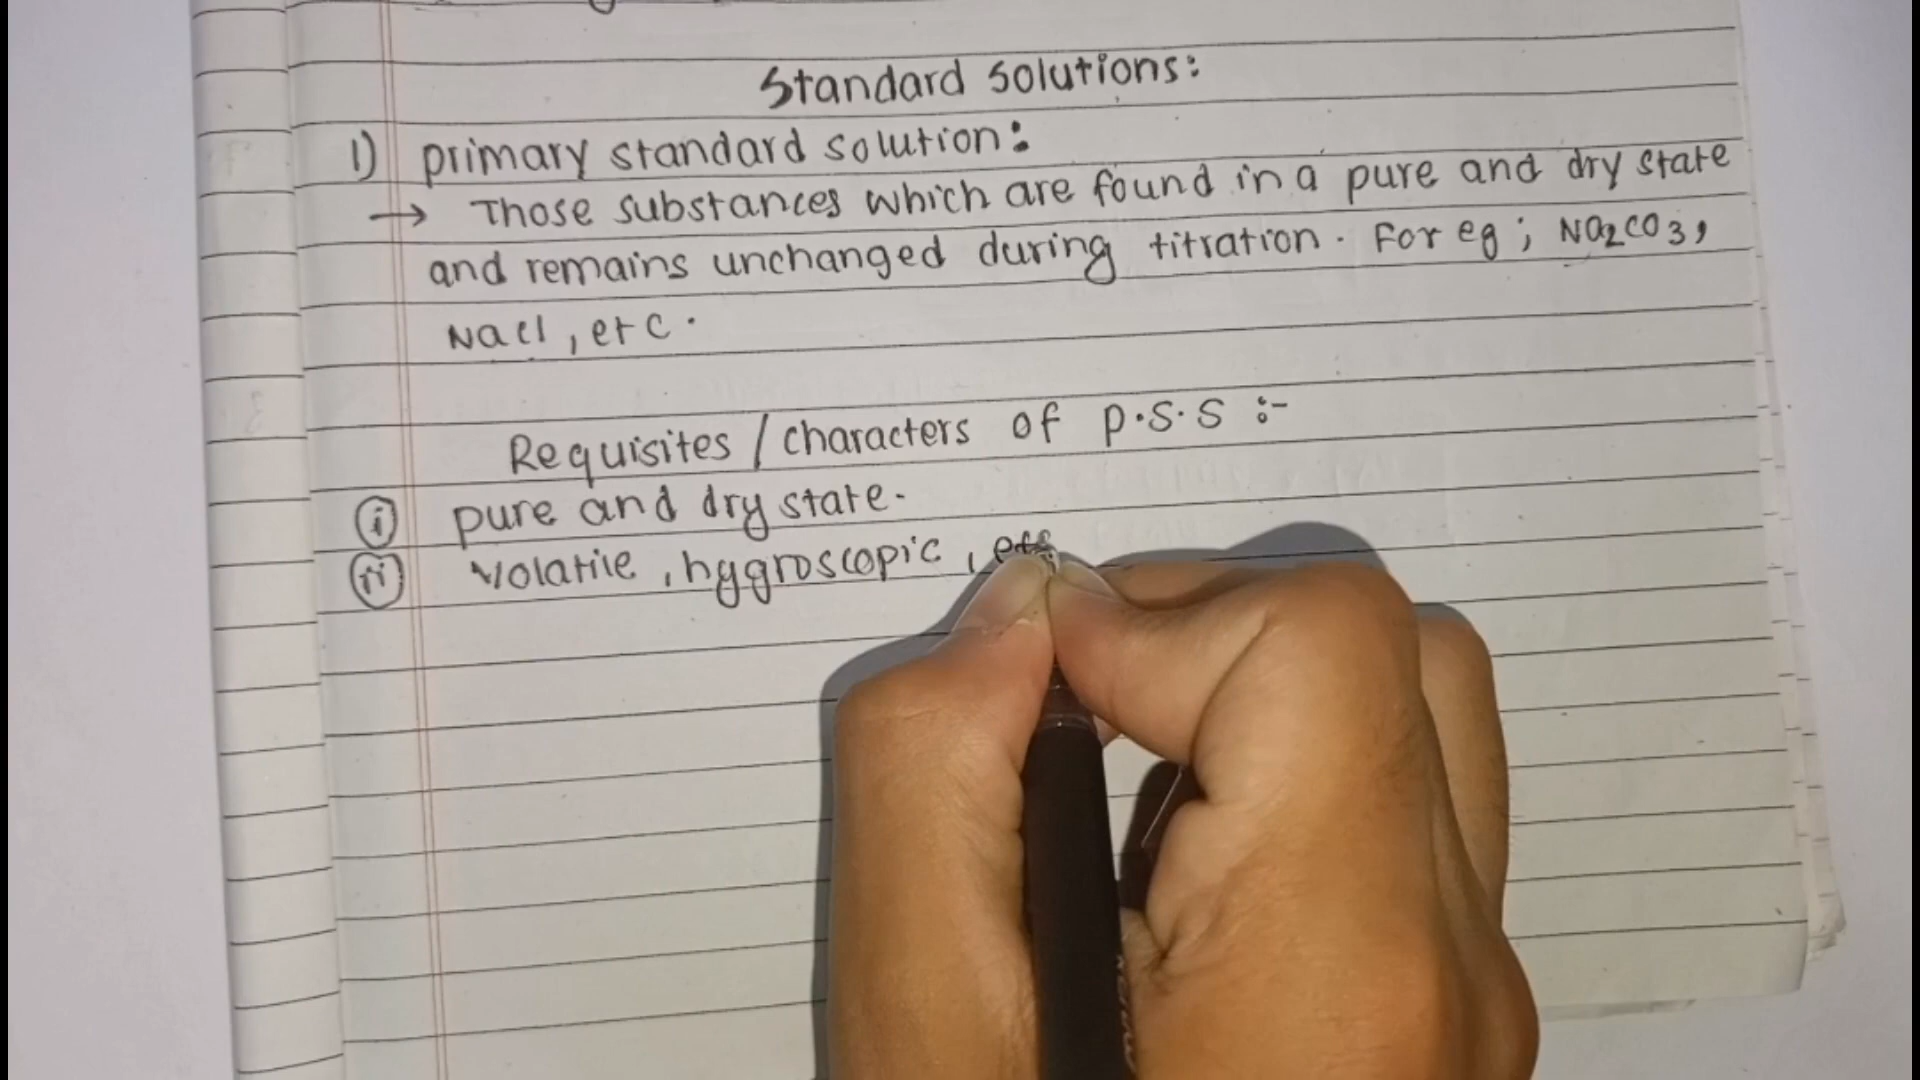 Standard solutions:
1) primary standard solution:
→ Those substances which are found in a pure and dry state
and remains unchanged during titration. For eg; Na2CO3,
NaCl, etc.
Requisites / characters of P.S.S :-
(i) pure and dry state.
(ii) volatile, hygroscopic,